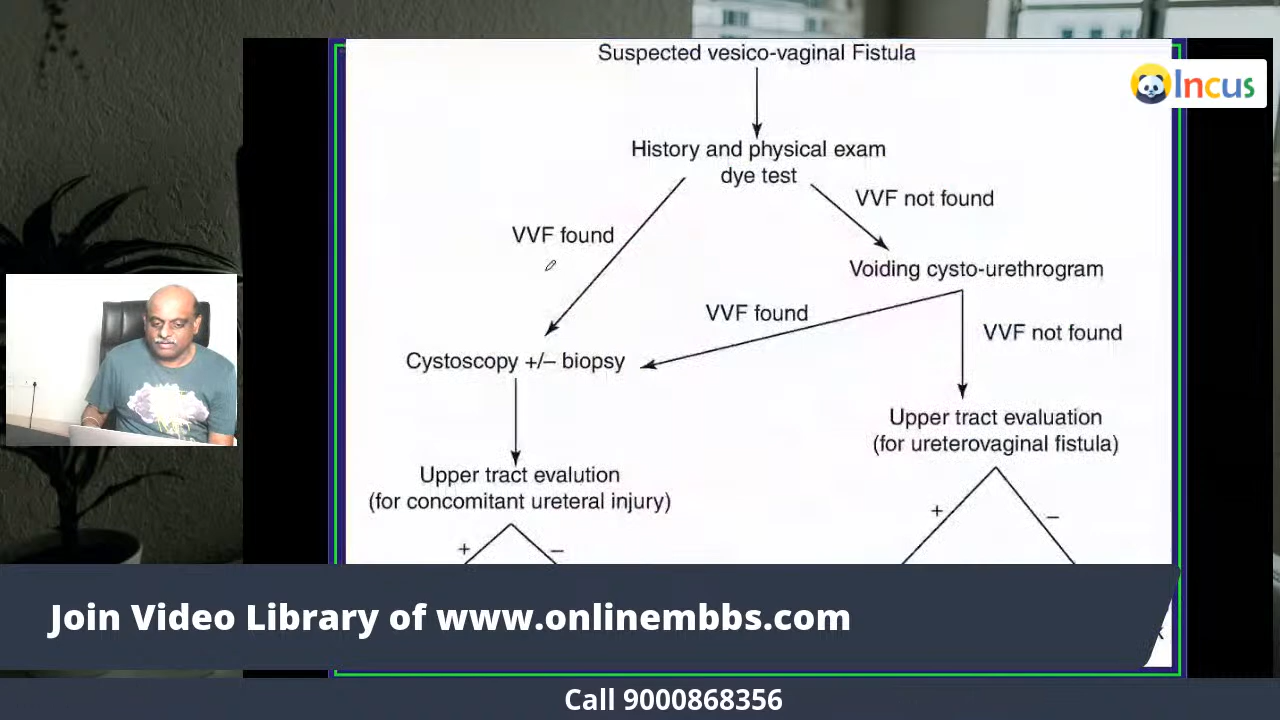 Suspected vesico-vaginal Fistula
Incus
History and physical exam
dye test
VVF not found
VVF found
Voiding cysto-urethrogram
VVF found
VVF not found
Cystoscopy +/– biopsy
Upper tract evaluation
(for ureterovaginal fistula)
Upper tract evalution
(for concomitant ureteral injury)
+ –
+ –
Join Video Library of www.onlinembbs.com
Call 9000868356